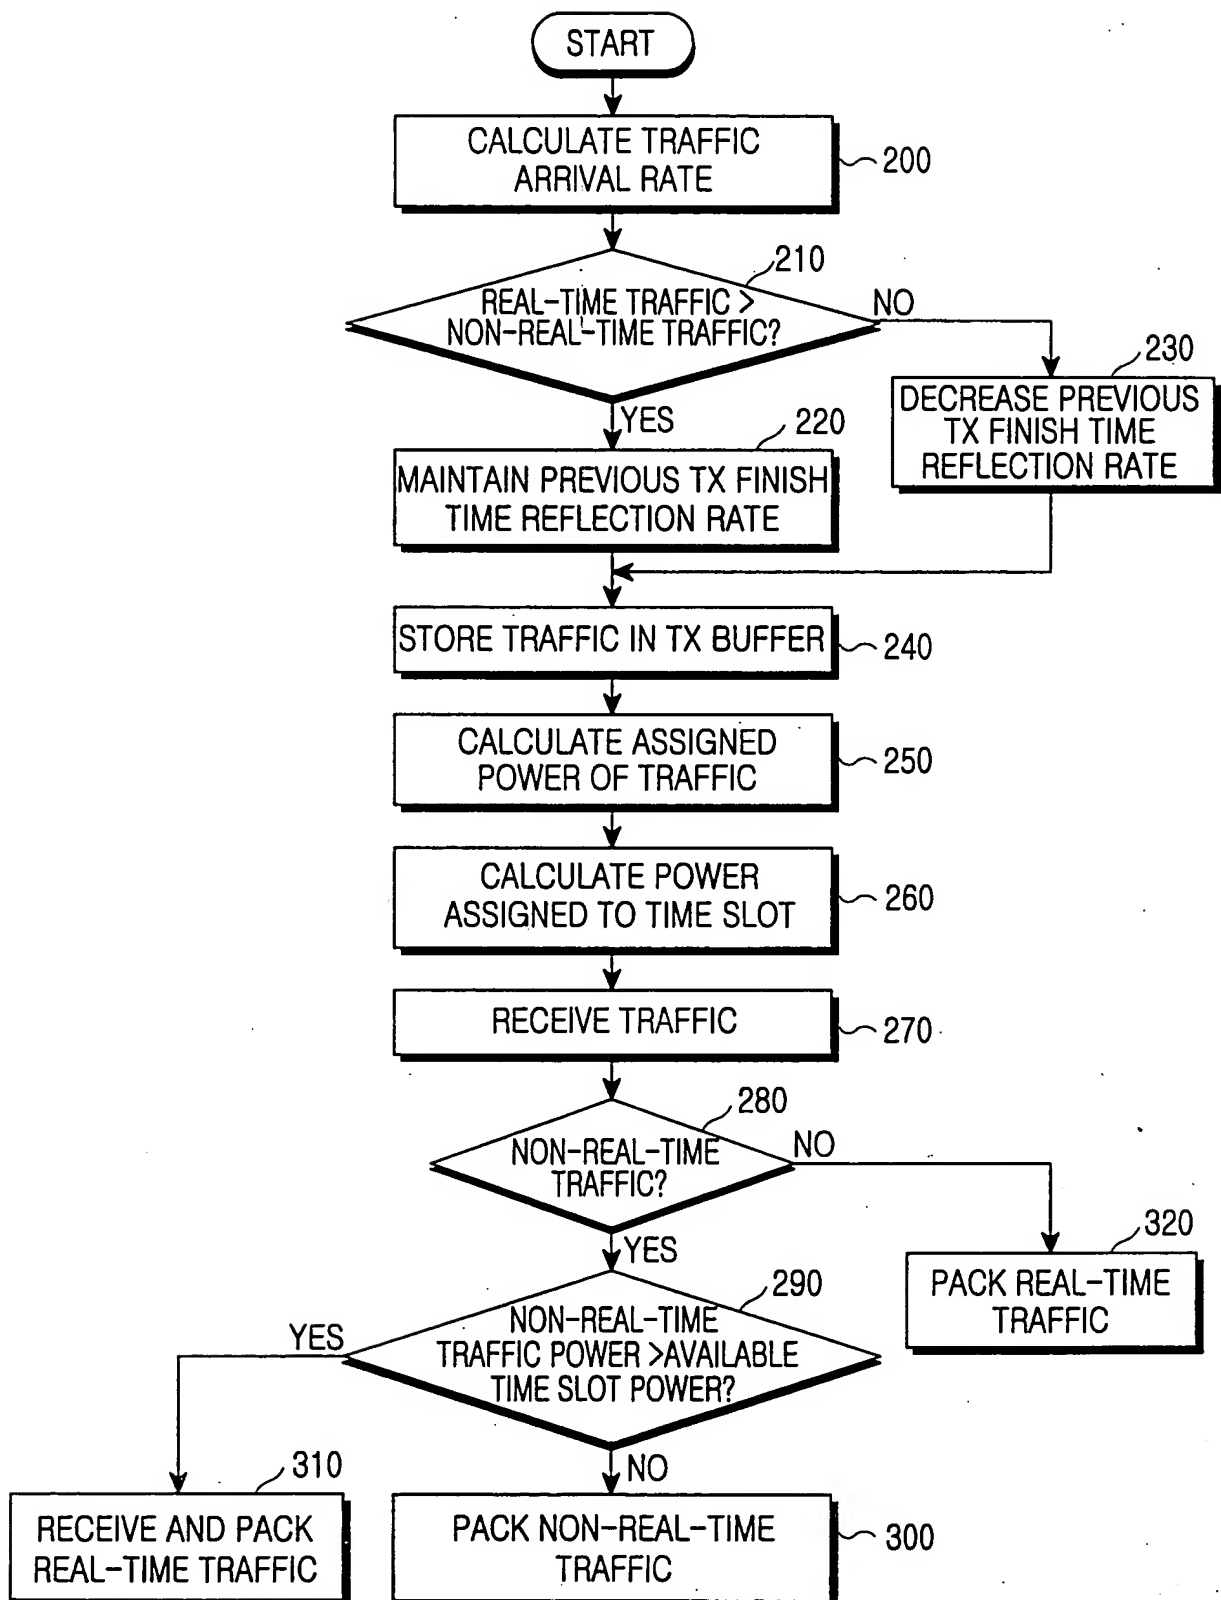 START
CALCULATE TRAFFIC
ARRIVAL RATE
200
210
REAL-TIME TRAFFIC >
NON-REAL-TIME TRAFFIC?
NO
YES
230
DECREASE PREVIOUS
TX FINISH TIME
REFLECTION RATE
220
MAINTAIN PREVIOUS TX FINISH
TIME REFLECTION RATE
STORE TRAFFIC IN TX BUFFER
240
CALCULATE ASSIGNED
POWER OF TRAFFIC
250
CALCULATE POWER
ASSIGNED TO TIME SLOT
260
RECEIVE TRAFFIC
270
280
NON-REAL-TIME
TRAFFIC?
NO
YES
320
PACK REAL-TIME
TRAFFIC
290
NON-REAL-TIME
TRAFFIC POWER >AVAILABLE
TIME SLOT POWER?
YES
NO
310
RECEIVE AND PACK
REAL-TIME TRAFFIC
PACK NON-REAL-TIME
TRAFFIC
300